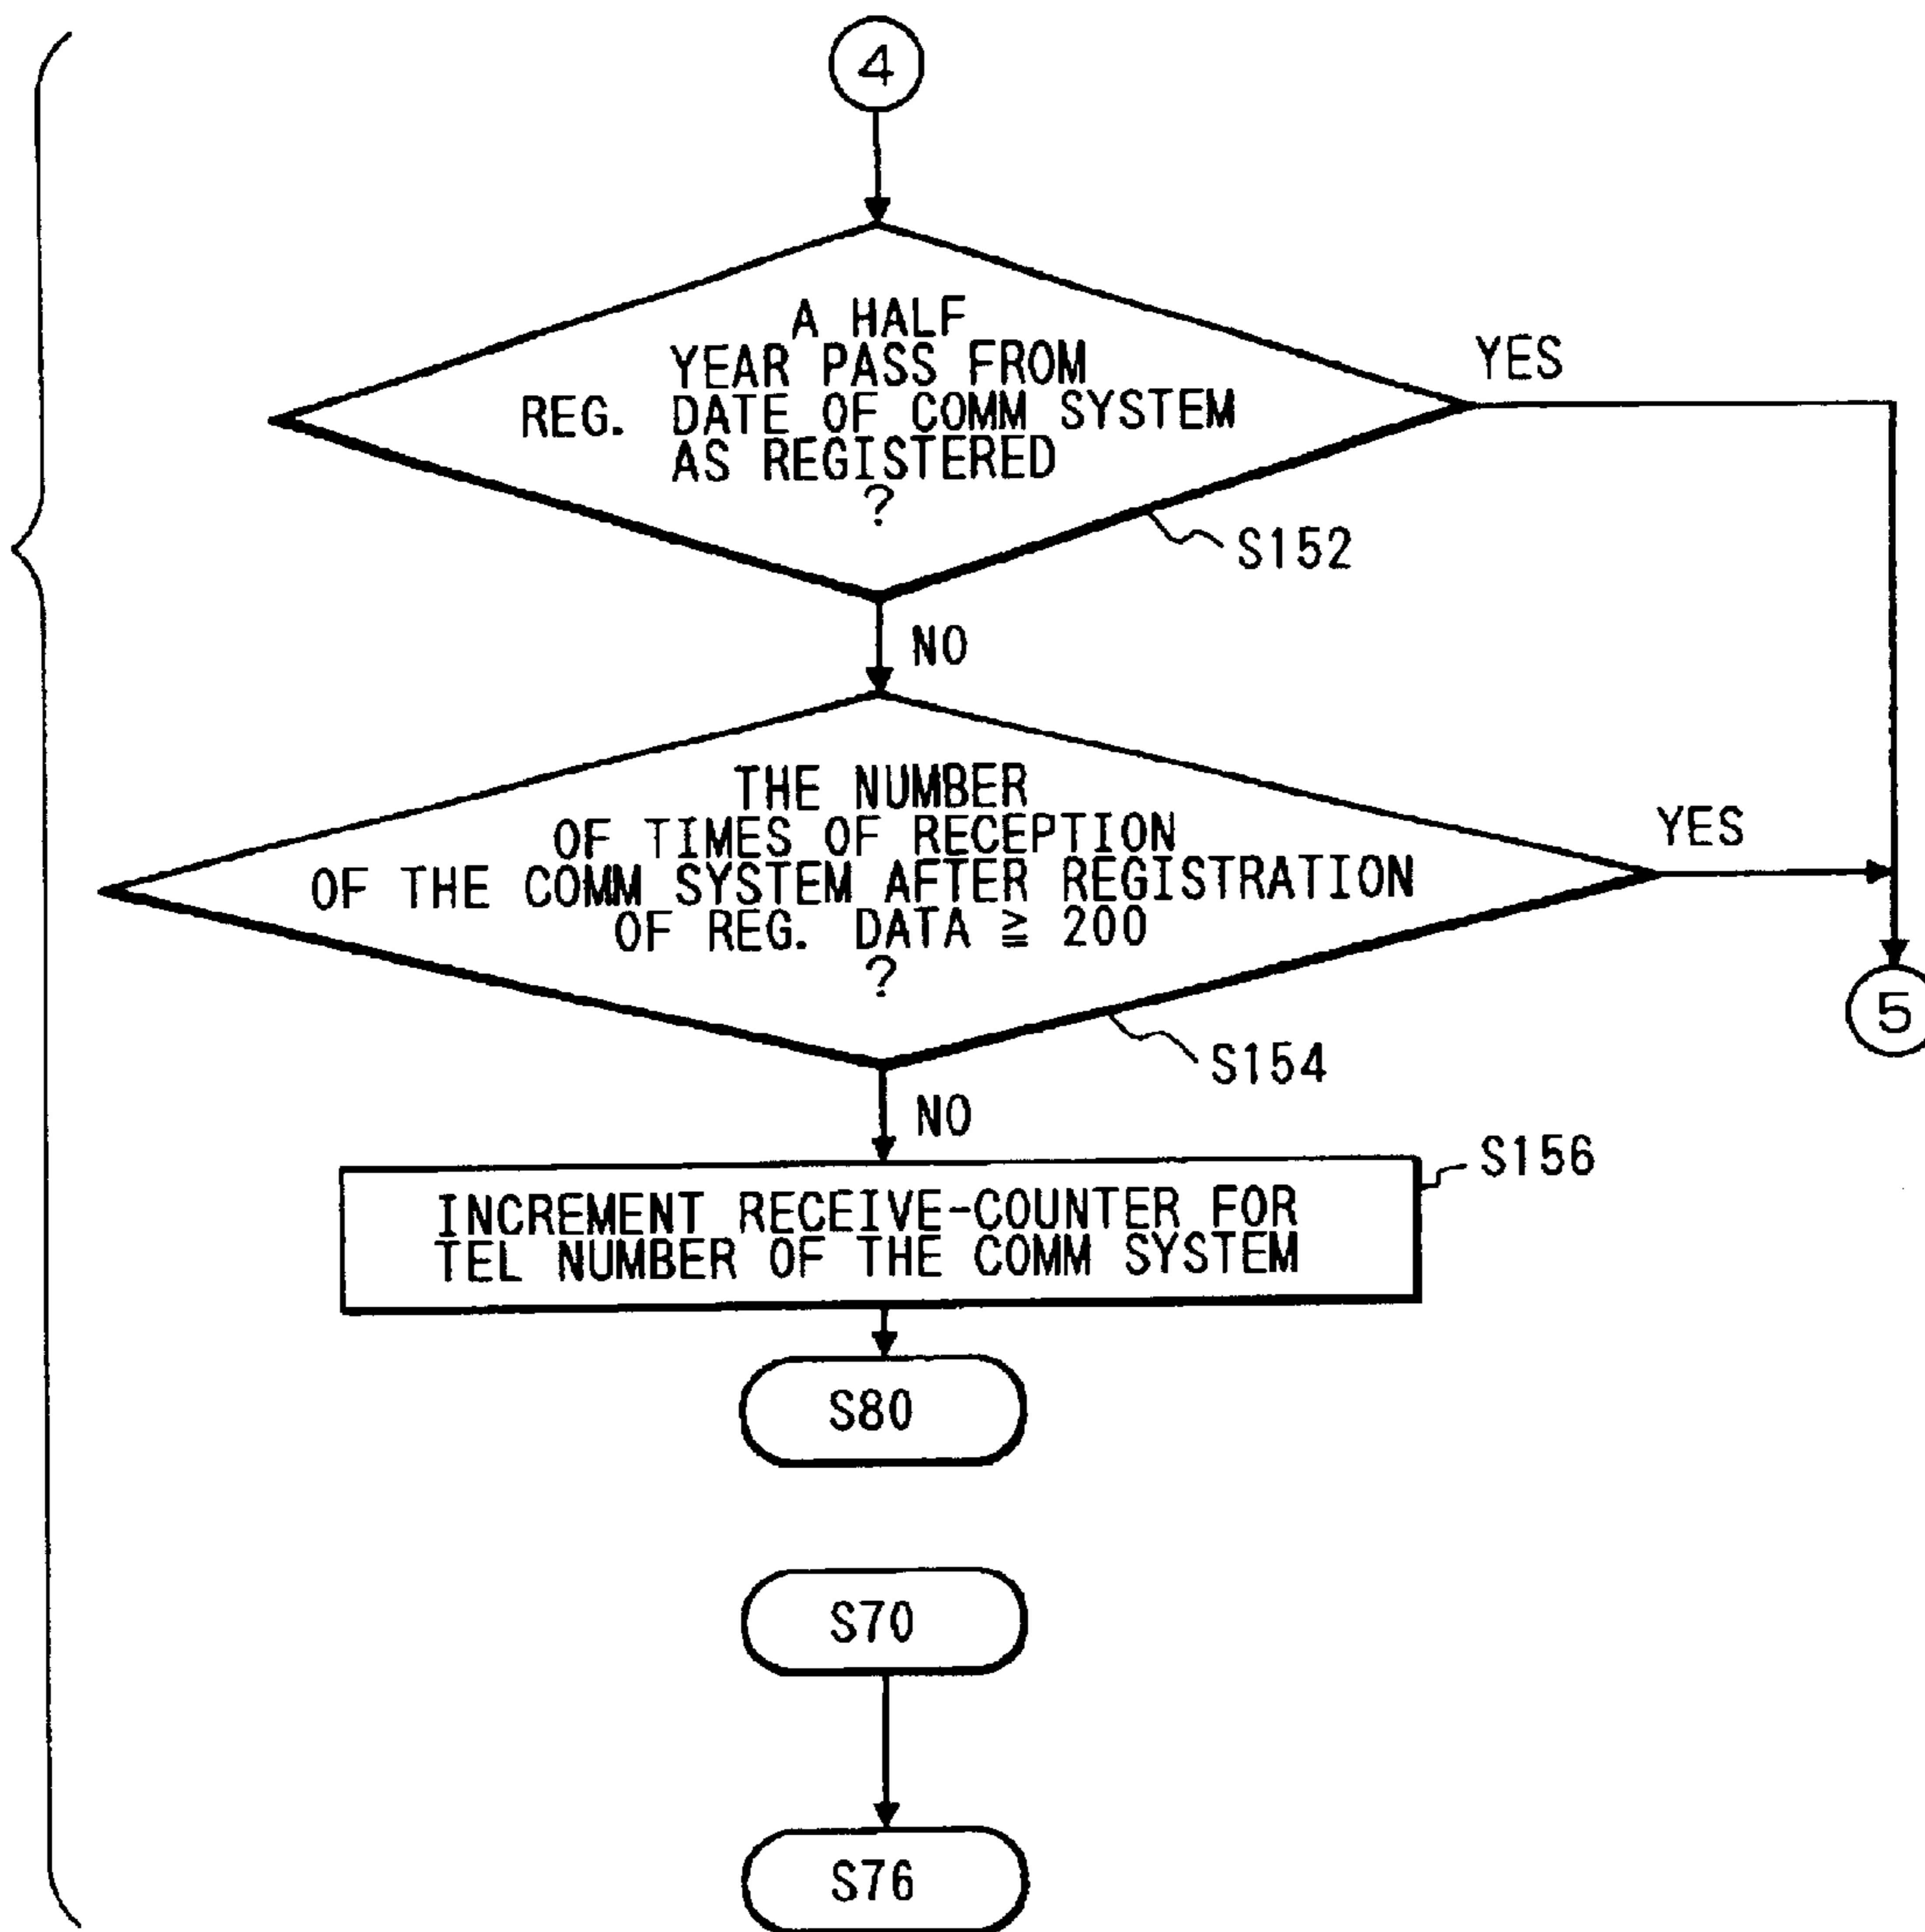 4
A HALF
YEAR PASS FROM
REG. DATE OF COMM SYSTEM
AS REGISTERED
?
YES
S152
NO
THE NUMBER
OF TIMES OF RECEPTION
OF THE COMM SYSTEM AFTER REGISTRATION
OF REG. DATA ≧ 200
?
YES
5
S154
NO
S156
INCREMENT RECEIVE-COUNTER FOR
TEL NUMBER OF THE COMM SYSTEM
S80
S70
S76